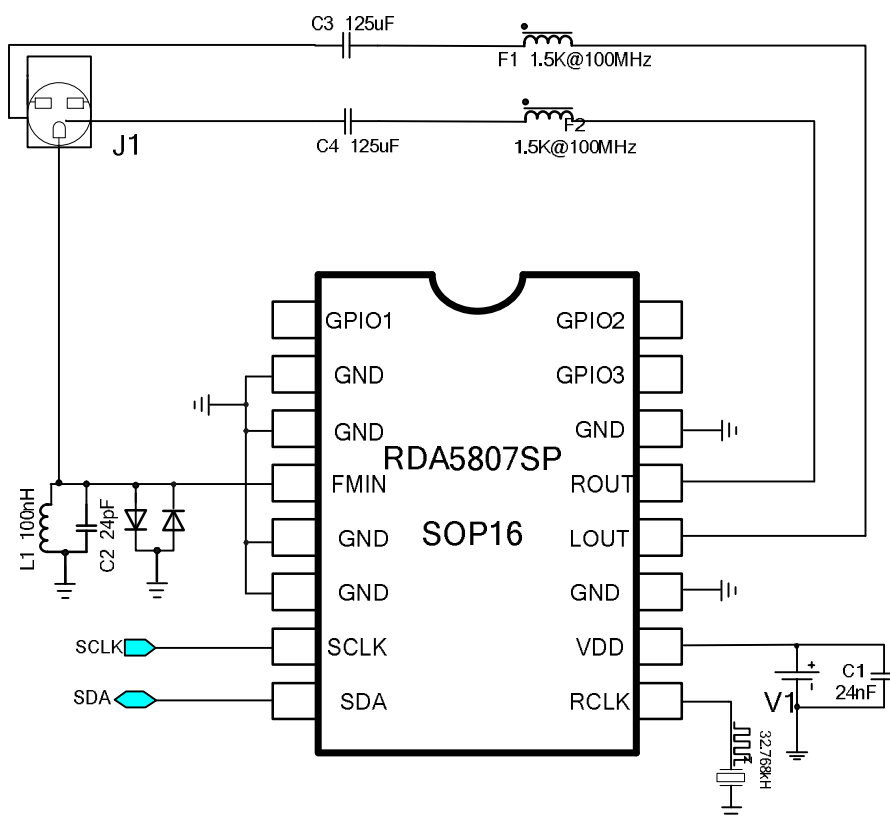 C3 125uF
F1 1.5K@100MHz
J1
C4 125uF
F2
1.5K@100MHz
GPIO1
GPIO2
GND
GPIO3
GND
GND
RDA5807SP
FMIN
ROUT
SOP16
GND
LOUT
GND
GND
L1 100nH
C2 24pF
SCLK
SCLK
VDD
SDA
SDA
RCLK
+
-
V1
C1
24nF
32.768kH